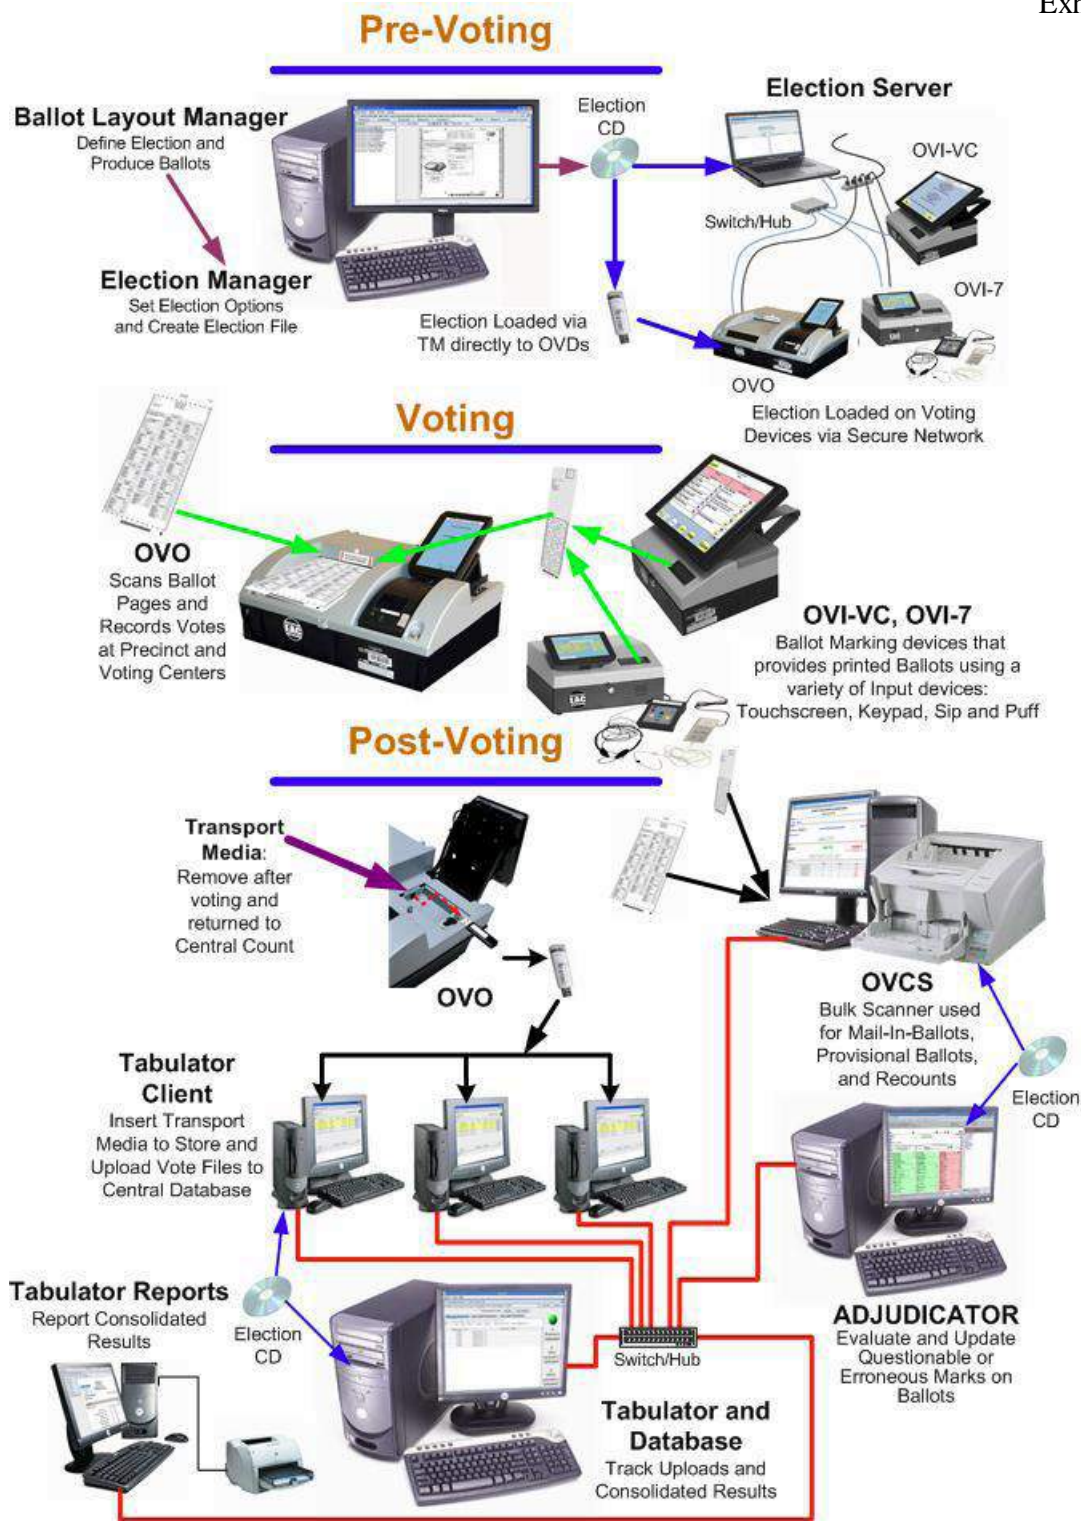 Exh
Pre-Voting
Ballot Layout Manager
Define Election and
Produce Ballots
Election
CD
Election Server
OVI-VC
Switch/Hub
Election Manager
Set Election Options
and Create Election File
Election Loaded via
TM directly to OVDs
OVI-7
OVO
Election Loaded on Voting
Devices via Secure Network
Voting
OVO
Scans Ballot
Pages and
Records Votes
at Precinct and
Voting Centers
EAC
EAC
OVI-VC, OVI-7
Ballot Marking devices that
provides printed Ballots using a
variety of Input devices:
Touchscreen, Keypad, Sip and Puff
Post-Voting
Transport
Media:
Remove after
voting and
returned to
Central Count
OVO
OVCS
Bulk Scanner used
for Mail-In-Ballots,
Provisional Ballots,
and Recounts
Election
CD
Tabulator
Client
Insert Transport
Media to Store and
Upload Vote Files to
Central Database
Tabulator Reports
Report Consolidated
Results
Election
CD
Switch/Hub
ADJUDICATOR
Evaluate and Update
Questionable or
Erroneous Marks on
Ballots
Tabulator and
Database
Track Uploads and
Consolidated Results